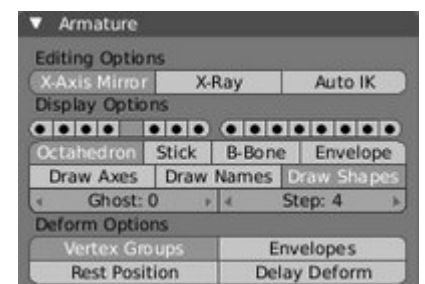 Armature
Editing Options
X-Axis Mirror X-Ray Auto IK
Display Options
Octahedron Stick B-Bone Envelope
Draw Axes Draw Names Draw Shapes
Ghost: 0 Step: 4
Deform Options
Vertex Groups Envelopes
Rest Position Delay Deform